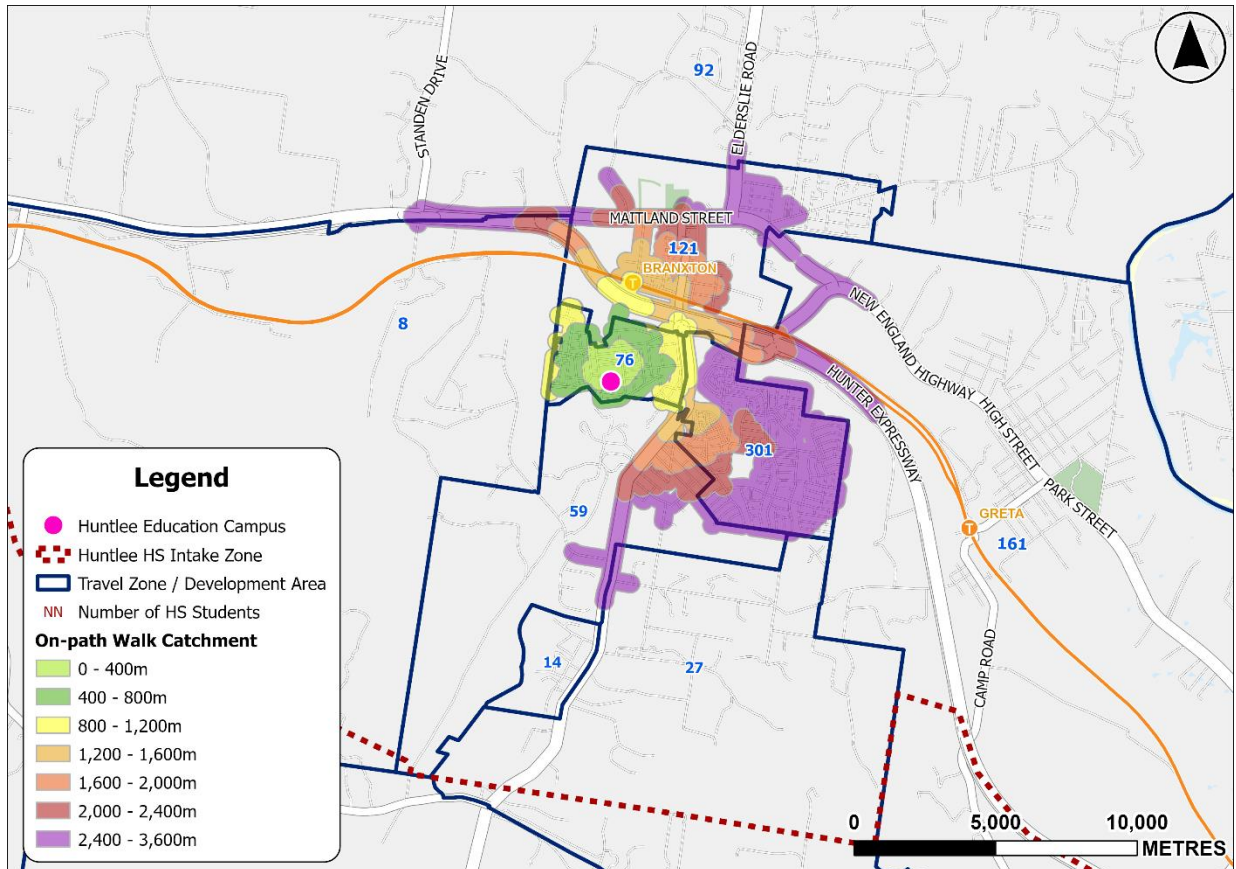 92
STANDEN DRIVE
ELDERSLIE ROAD
MAITLAND STREET
121
BRANXTON
T
8
76
NEW ENGLAND HIGHWAY
HIGH STREET
PARK STREET
HUNTER EXPRESSWAY
301
59
T
GRETA
161
14
27
CAMP ROAD
Legend
Huntlee Education Campus
Huntlee HS Intake Zone
Travel Zone / Development Area
NN Number of HS Students
On-path Walk Catchment
0 - 400m
400 - 800m
800 - 1,200m
1,200 - 1,600m
1,600 - 2,000m
2,000 - 2,400m
2,400 - 3,600m
0 5,000 10,000
METRES